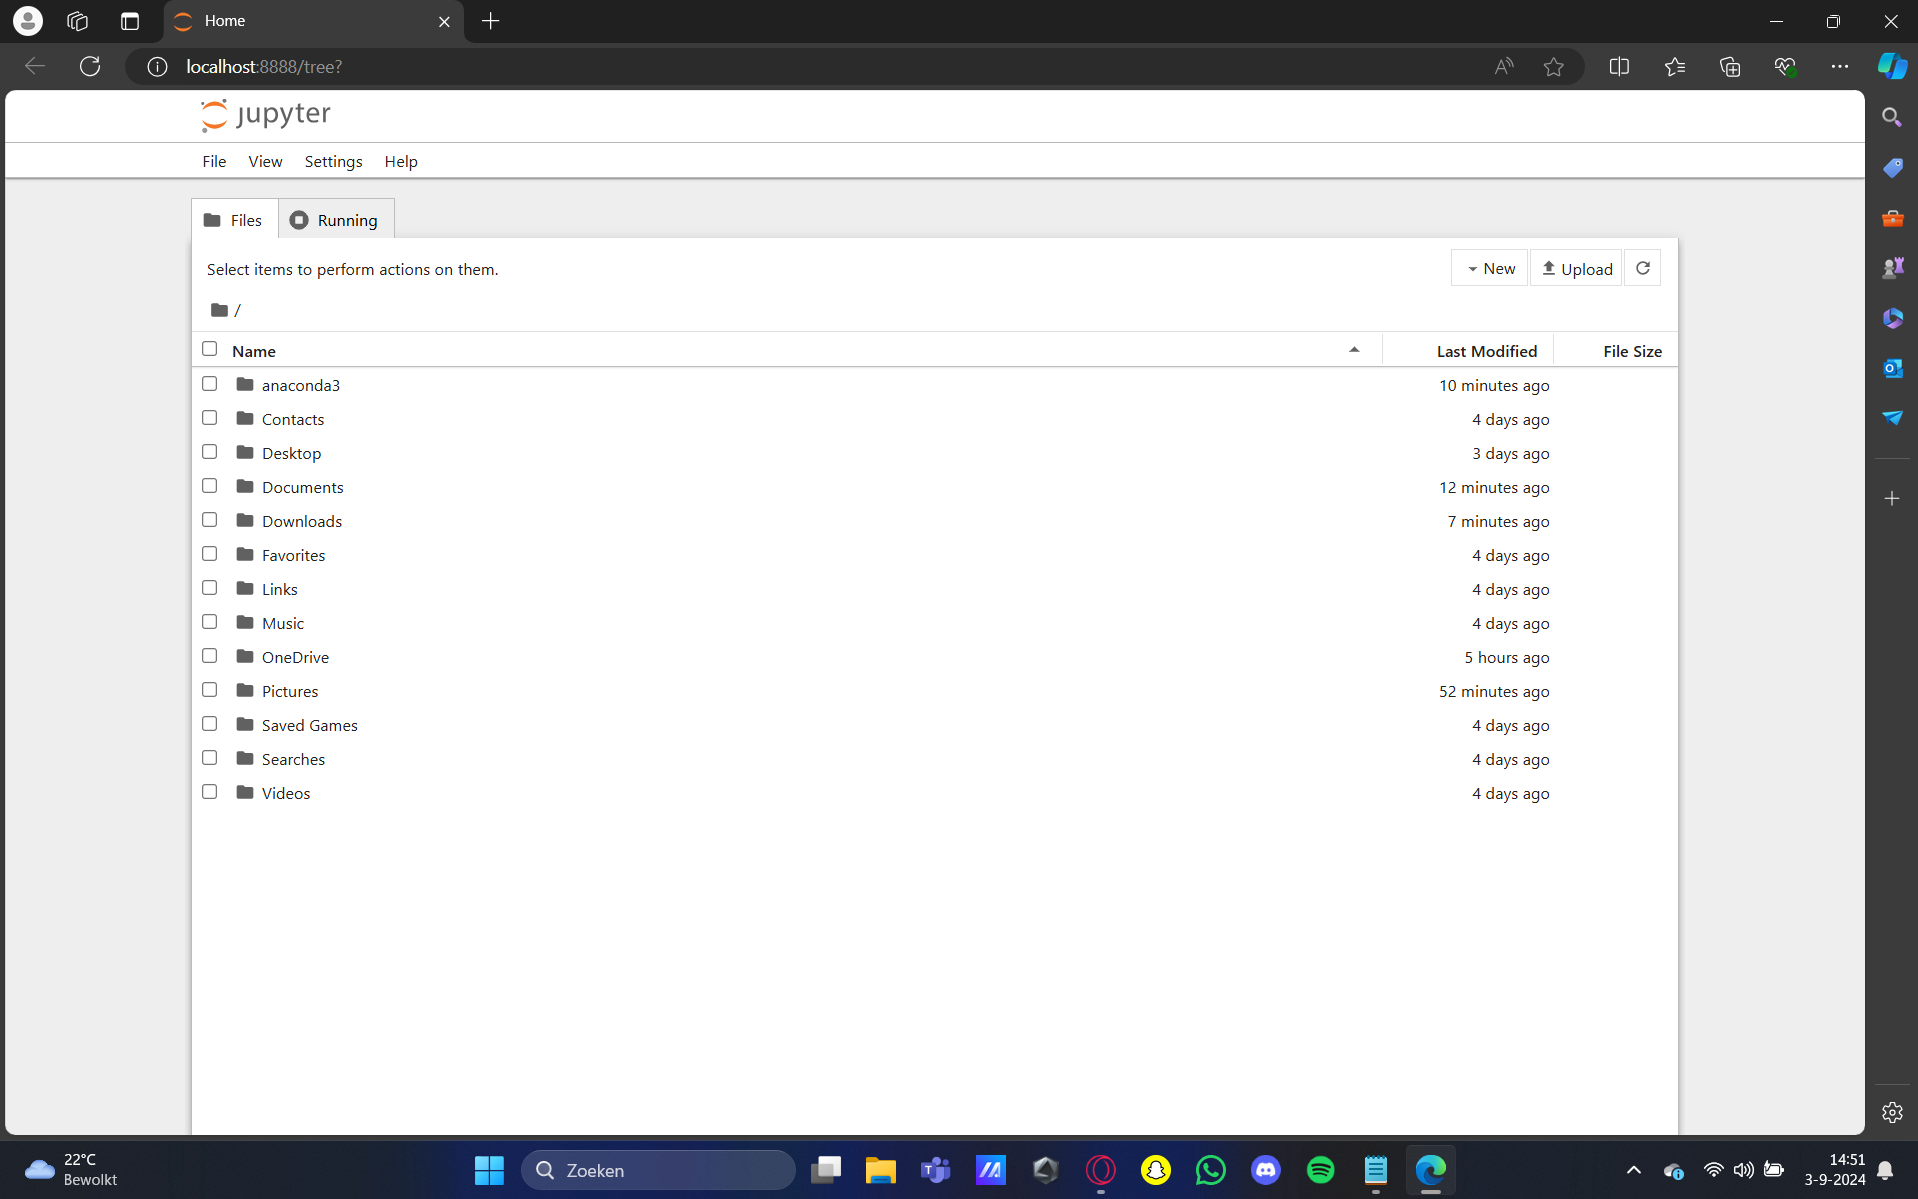 Home
localhost:8888/tree?
jupyter
File View Settings Help
Files Running
Select items to perform actions on them.
New Upload
/
Name Last Modified File Size
anaconda3 10 minutes ago
Contacts 4 days ago
Desktop 3 days ago
Documents 12 minutes ago
Downloads 7 minutes ago
Favorites 4 days ago
Links 4 days ago
Music 4 days ago
OneDrive 5 hours ago
Pictures 52 minutes ago
Saved Games 4 days ago
Searches 4 days ago
Videos 4 days ago
22°C
Bewolkt
Zoeken
14:51
3-9-2024